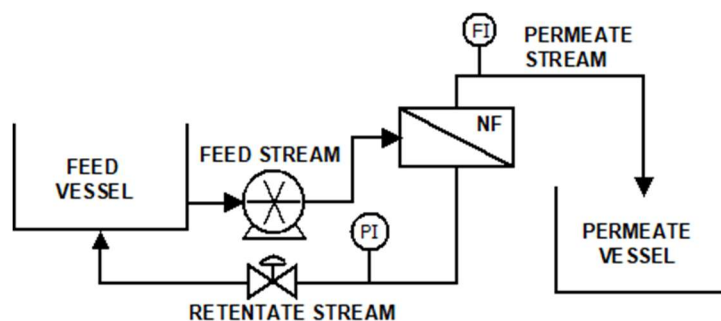 FI
PERMEATE
STREAM
NF
FEED STREAM
FEED
VESSEL
PI
PERMEATE
VESSEL
RETENTATE STREAM